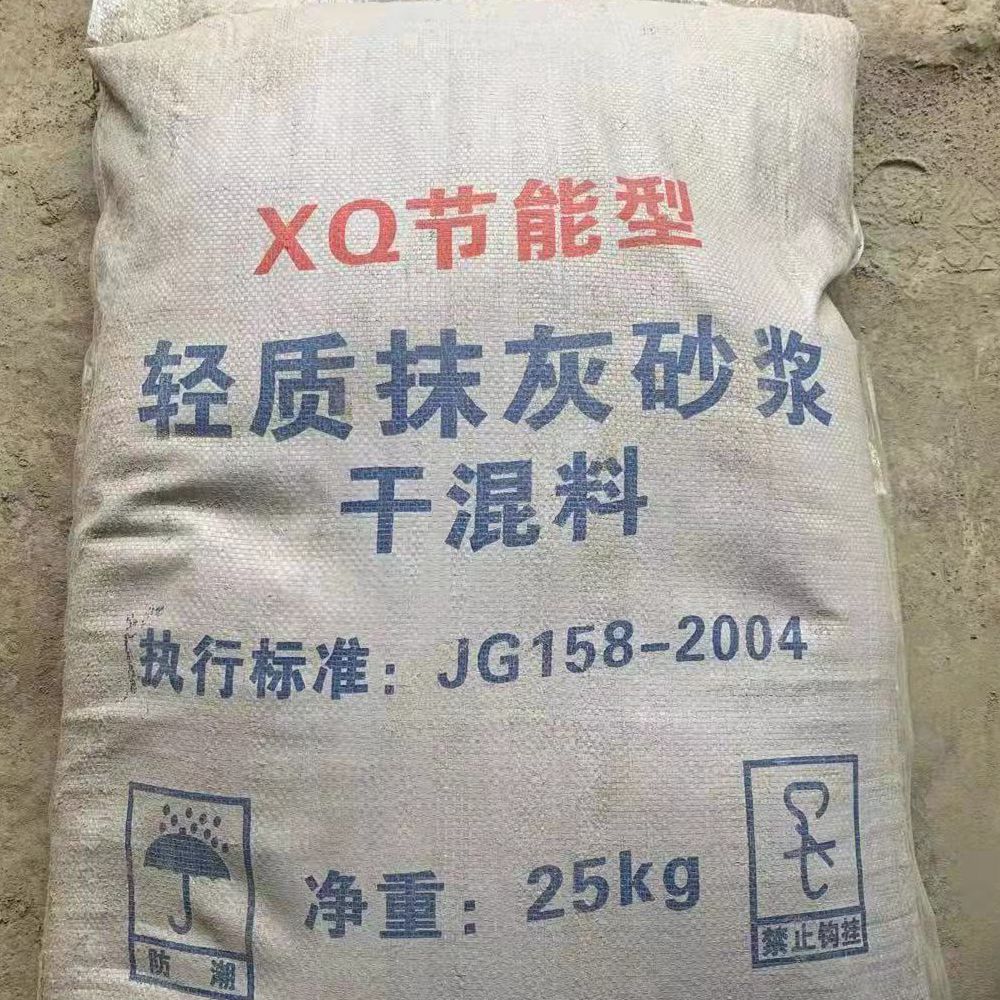 XQ节能型
轻质抹灰砂浆
干混料
执行标准：JG158-2004
净重：25kg
防 潮
禁止钩挂